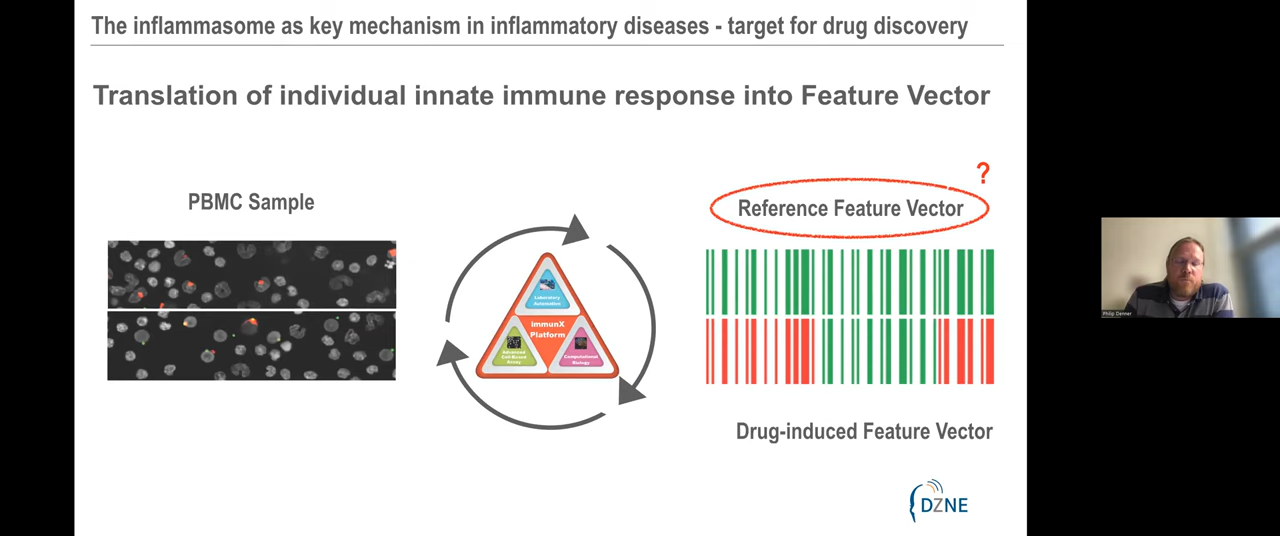 The inflammasome as key mechanism in inflammatory diseases - target for drug discovery
Translation of individual innate immune response into Feature Vector
?
PBMC Sample
Reference Feature Vector
Laboratory
Automation
immunX
Platform
Advanced
Cell-Based
Assay
Computational
Biology
Drug-induced Feature Vector
DZNE
Philip Denner